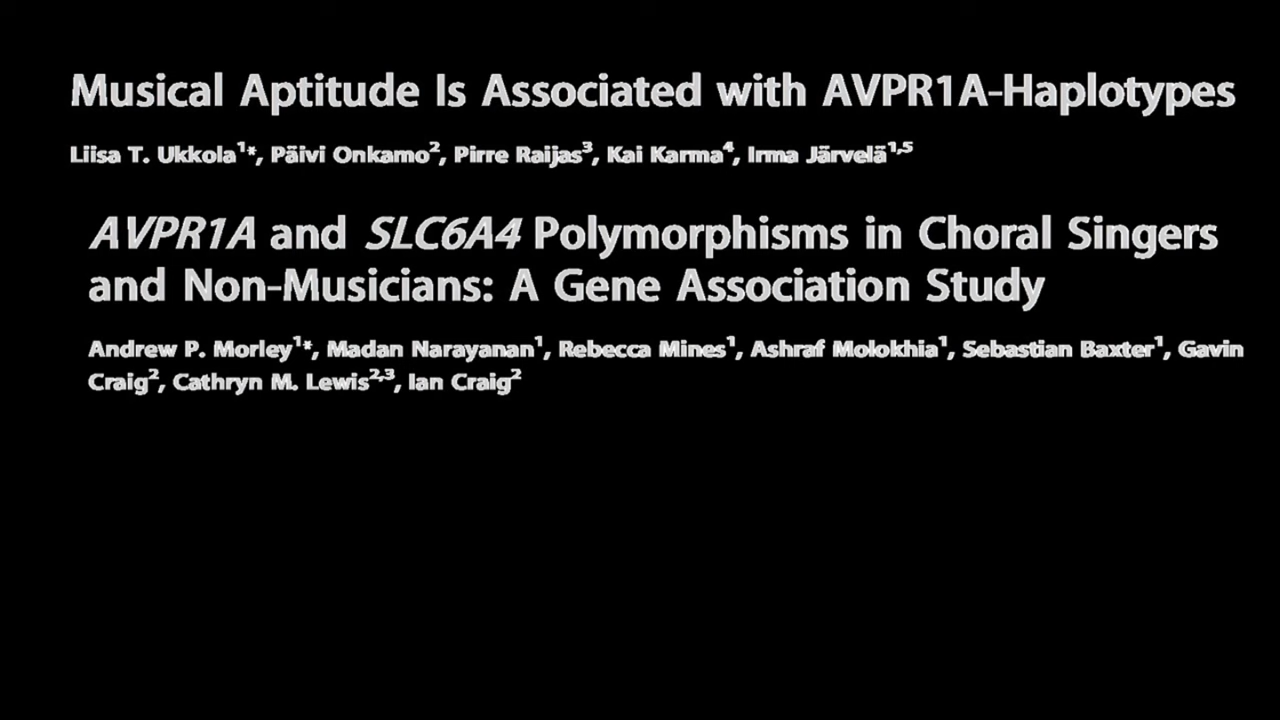 Musical Aptitude Is Associated with AVPR1A-Haplotypes
Liisa T. Ukkola¹*, Päivi Onkamo², Pirre Raijas³, Kai Karma⁴, Irma Järvelä¹,⁵
AVPR1A and SLC6A4 Polymorphisms in Choral Singers
and Non-Musicians: A Gene Association Study
Andrew P. Morley¹*, Madan Narayanan¹, Rebecca Mines¹, Ashraf Molokhia¹, Sebastian Baxter¹, Gavin
Craig², Cathryn M. Lewis²,³, Ian Craig²